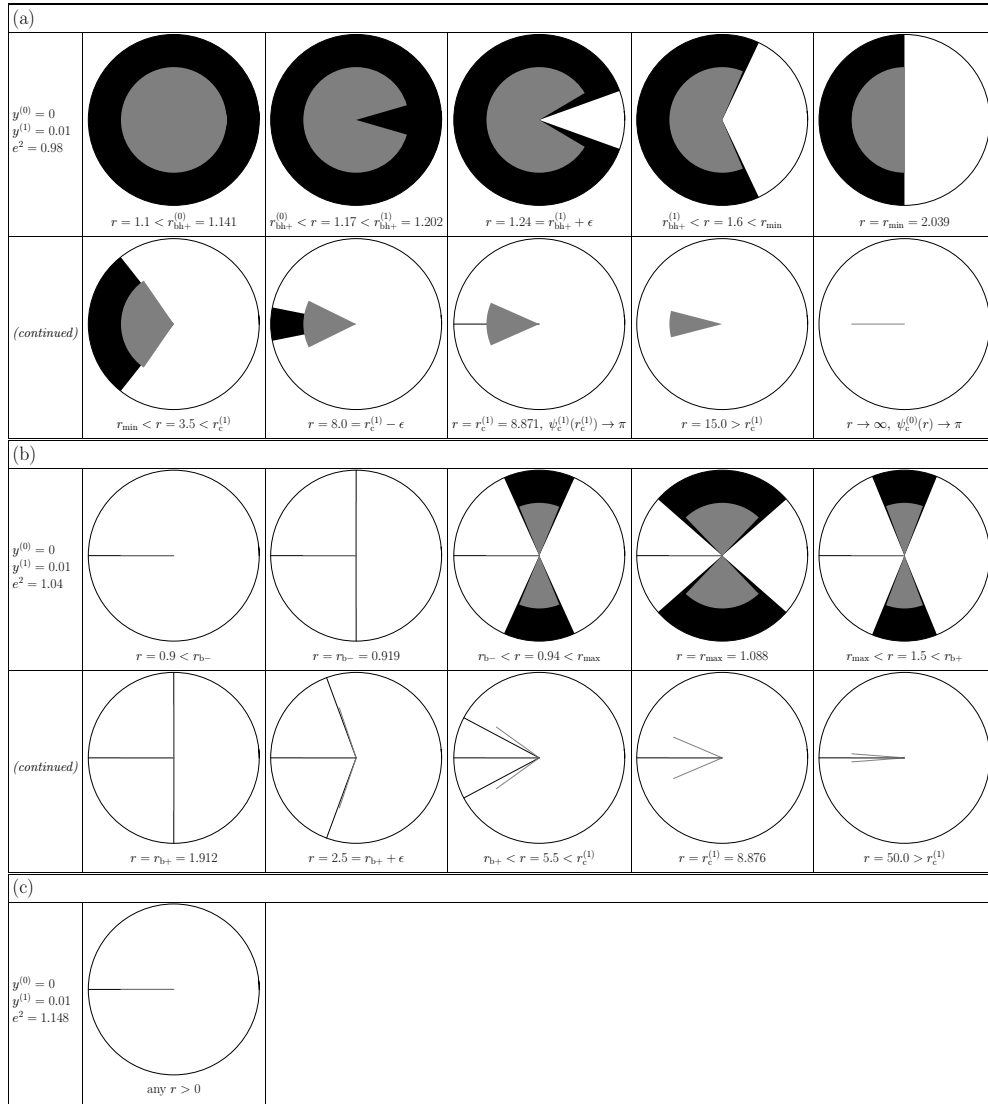 (a)
y^{(0)} = 0
y^{(1)} = 0.01
e^2 = 0.98
r = 1.1 < r_{bh+}^{(0)} = 1.141
r_{bh+}^{(0)} < r = 1.17 < r_{bh+}^{(1)} = 1.202
r = 1.24 = r_{bh+}^{(1)} + ϵ
r_{bh+}^{(1)} < r = 1.6 < r_{min}
r = r_{min} = 2.039
(continued)
r_{min} < r = 3.5 < r_c^{(1)}
r = 8.0 = r_c^{(1)} − ϵ
r = r_c^{(1)} = 8.871, ψ_c^{(1)}(r_c^{(1)}) → π
r = 15.0 > r_c^{(1)}
r → ∞, ψ_c^{(0)}(r) → π
(b)
y^{(0)} = 0
y^{(1)} = 0.01
e^2 = 1.04
r = 0.9 < r_{b−}
r = r_{b−} = 0.919
r_{b−} < r = 0.94 < r_{max}
r = r_{max} = 1.088
r_{max} < r = 1.5 < r_{b+}
(continued)
r = r_{b+} = 1.912
r = 2.5 = r_{b+} + ϵ
r_{b+} < r = 5.5 < r_c^{(1)}
r = r_c^{(1)} = 8.876
r = 50.0 > r_c^{(1)}
(c)
y^{(0)} = 0
y^{(1)} = 0.01
e^2 = 1.148
any r > 0